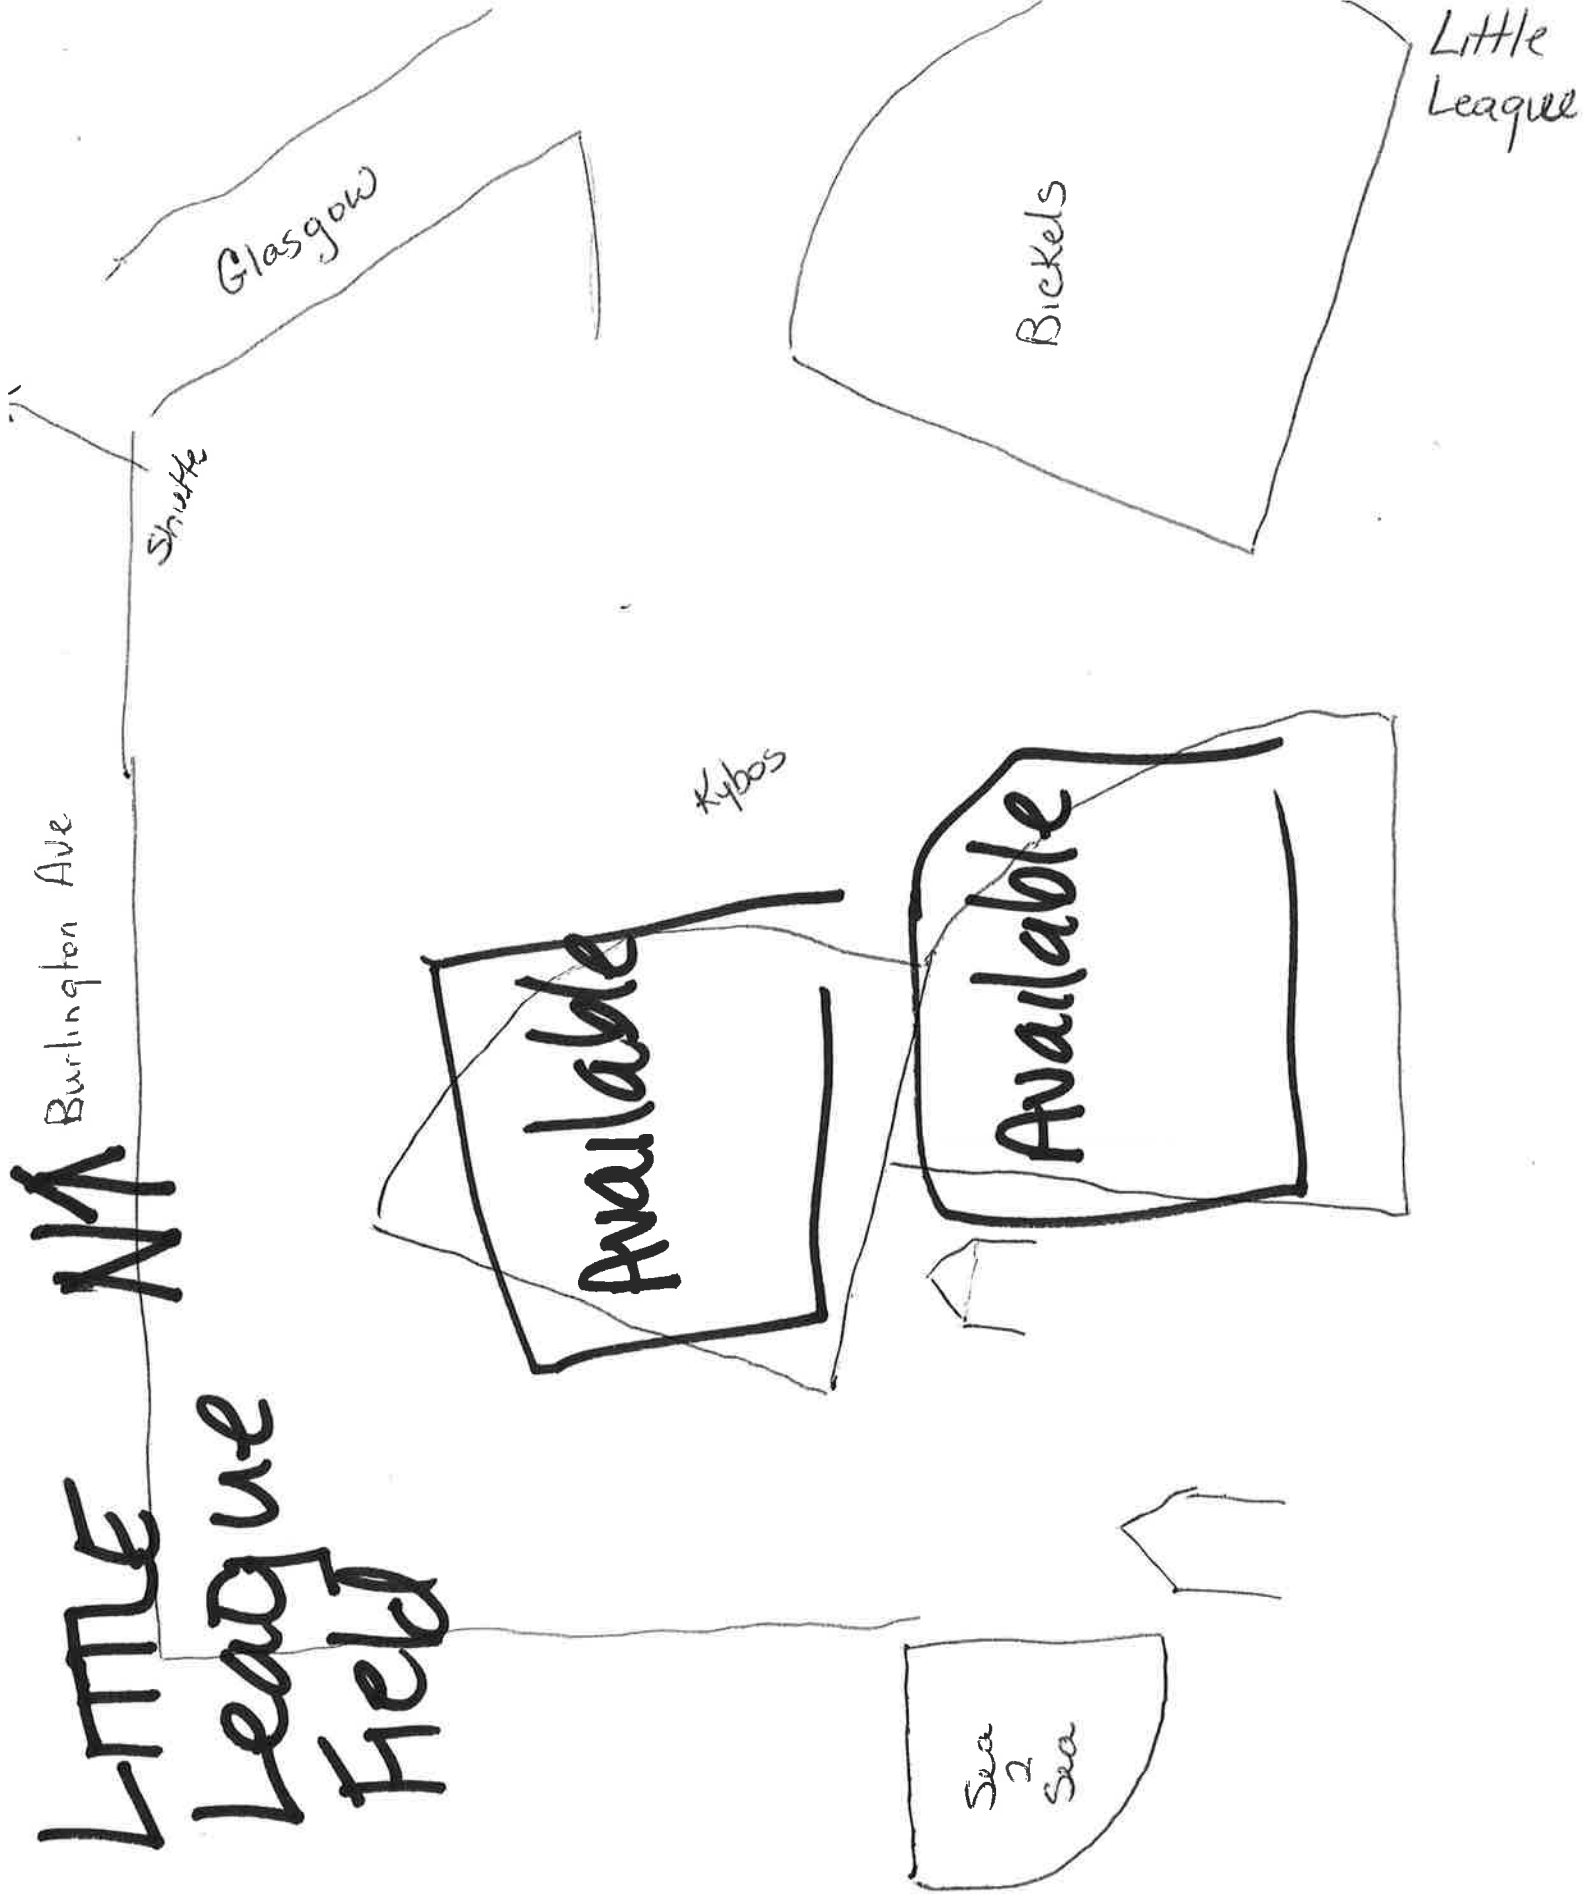 LITTLE
League
Field
N
Burlington Ave
Shuttle
Glasgow
Little
League
Bickels
Kybos
Available
Available
Sea
2
Sea